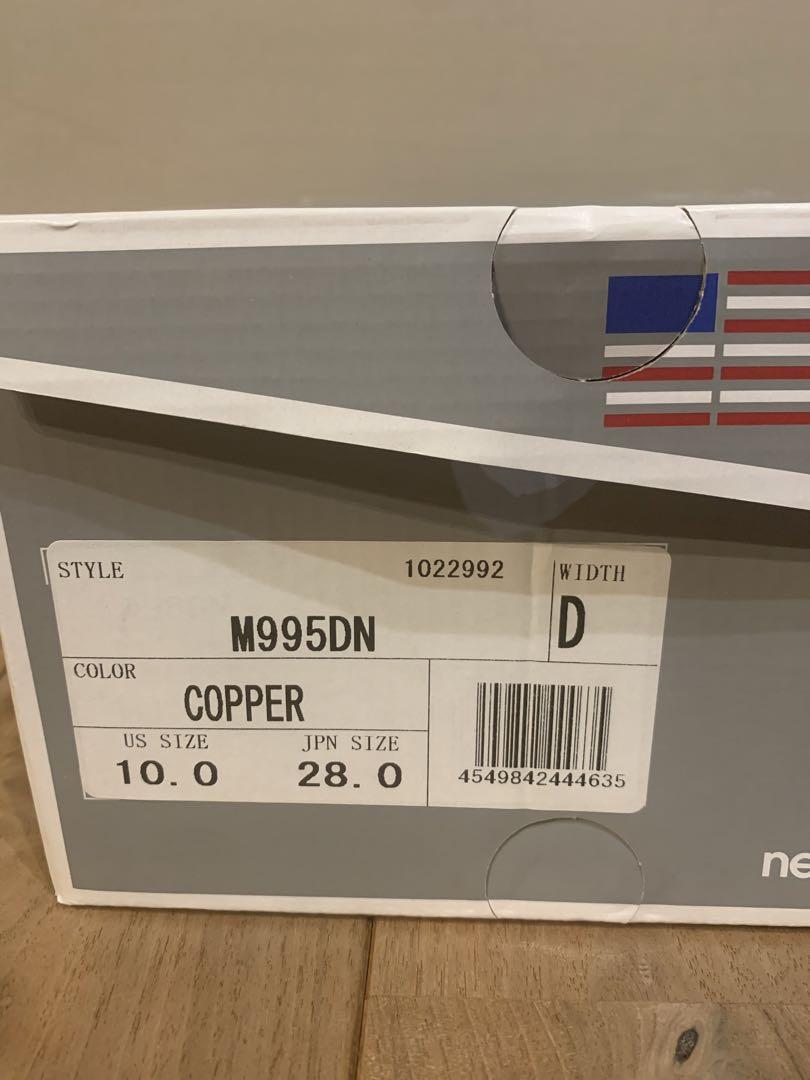 STYLE 1022992 WIDTH
M995DN D
COLOR
COPPER
US SIZE JPN SIZE
10.0 28.0
4549842444635
ne